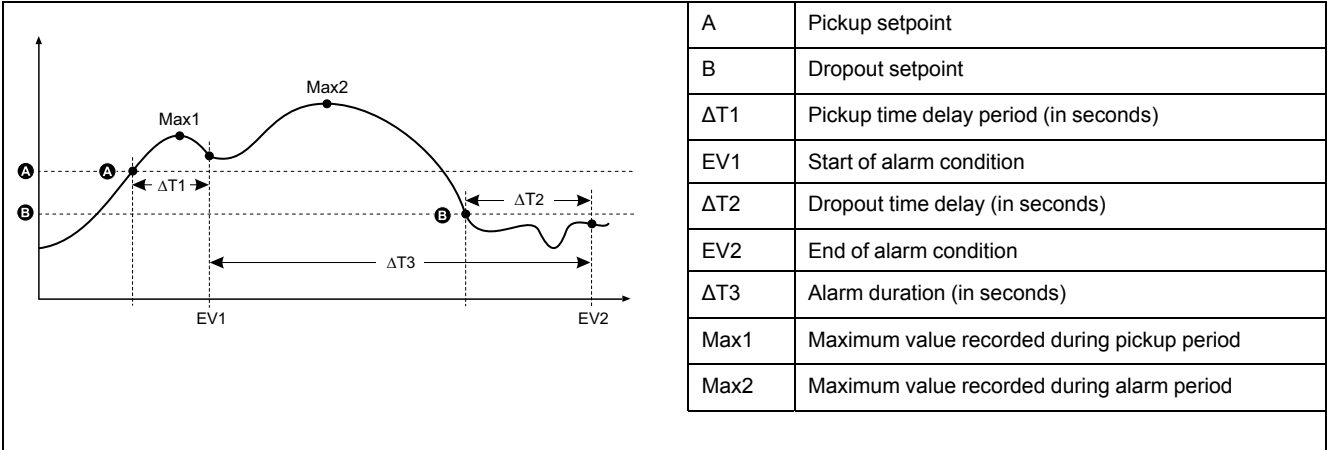 Max2
Max1
A
A
ΔT1
B
B
ΔT2
ΔT3
EV1
EV2
A Pickup setpoint
B Dropout setpoint
ΔT1 Pickup time delay period (in seconds)
EV1 Start of alarm condition
ΔT2 Dropout time delay (in seconds)
EV2 End of alarm condition
ΔT3 Alarm duration (in seconds)
Max1 Maximum value recorded during pickup period
Max2 Maximum value recorded during alarm period